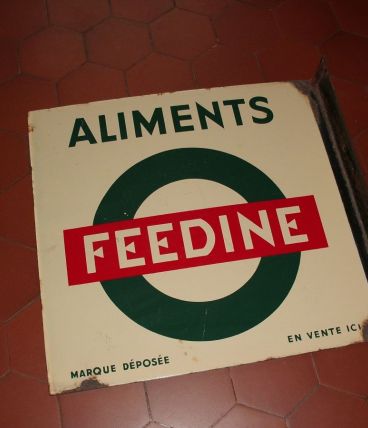 ALIMENTS
FEEDINE
MARQUE DÉPOSÉE
EN VENTE ICI